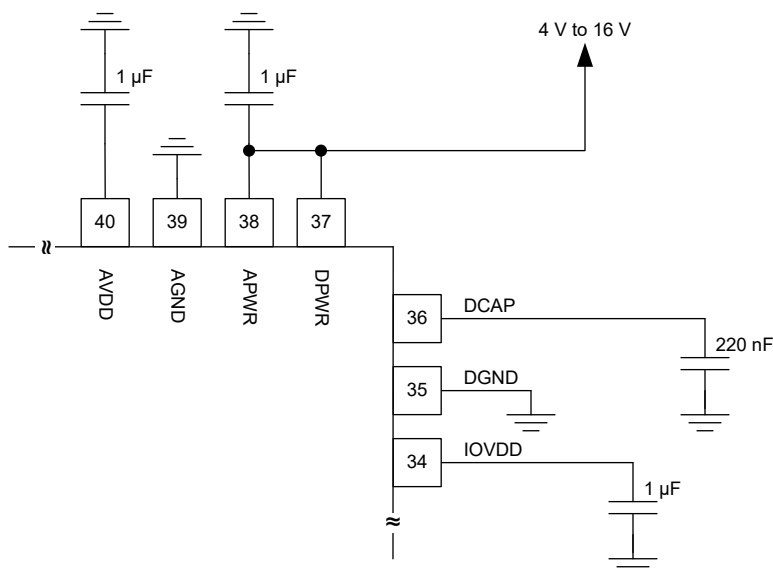 4 V to 16 V
1 µF
1 µF
40
39
38
37
AVDD
AGND
APWR
DPWR
36
DCAP
220 nF
35
DGND
34
IOVDD
1 µF